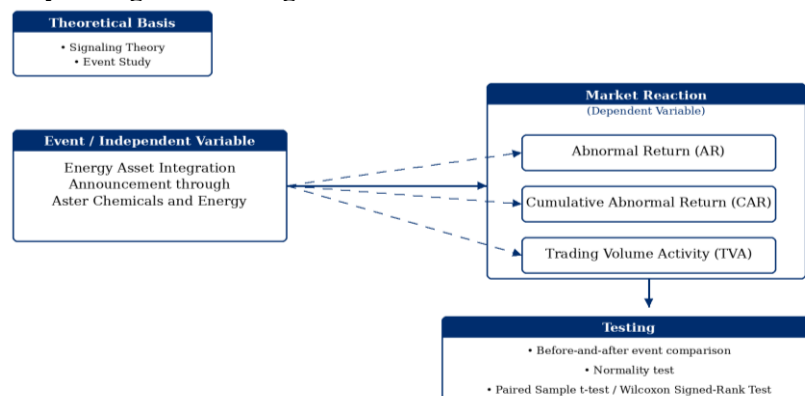 Theoretical Basis
• Signaling Theory
• Event Study
Market Reaction
(Dependent Variable)
Event / Independent Variable
Energy Asset Integration
Announcement through
Aster Chemicals and Energy
Abnormal Return (AR)
Cumulative Abnormal Return (CAR)
Trading Volume Activity (TVA)
Testing
• Before-and-after event comparison
• Normality test
• Paired Sample t-test / Wilcoxon Signed-Rank Test